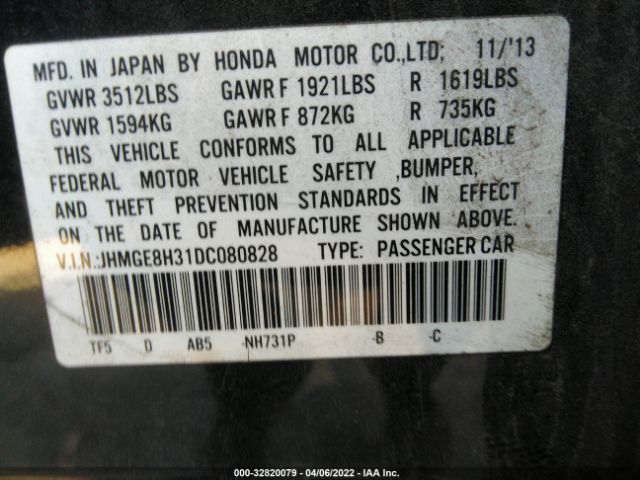 MFD. IN JAPAN BY HONDA MOTOR CO.,LTD; 11/'13
GVWR 3512LBS GAWR F 1921LBS R 1619LBS
GVWR 1594KG GAWR F 872KG R 735KG
THIS VEHICLE CONFORMS TO ALL APPLICABLE
FEDERAL MOTOR VEHICLE SAFETY ,BUMPER,
AND THEFT PREVENTION STANDARDS IN EFFECT
ON THE DATE OF MANUFACTURE SHOWN ABOVE.
V.I.N.:JHMGE8H31DC080828 TYPE: PASSENGER CAR
TF5 D AB5 -NH731P -B -C
000-32820079 - 04/06/2022 - IAA Inc.